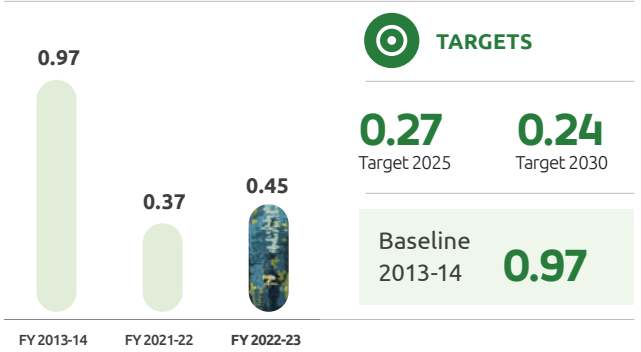 0.97
0.37
0.45
FY 2013-14
FY 2021-22
FY 2022-23
TARGETS
0.27
Target 2025
0.24
Target 2030
Baseline
2013-14
0.97